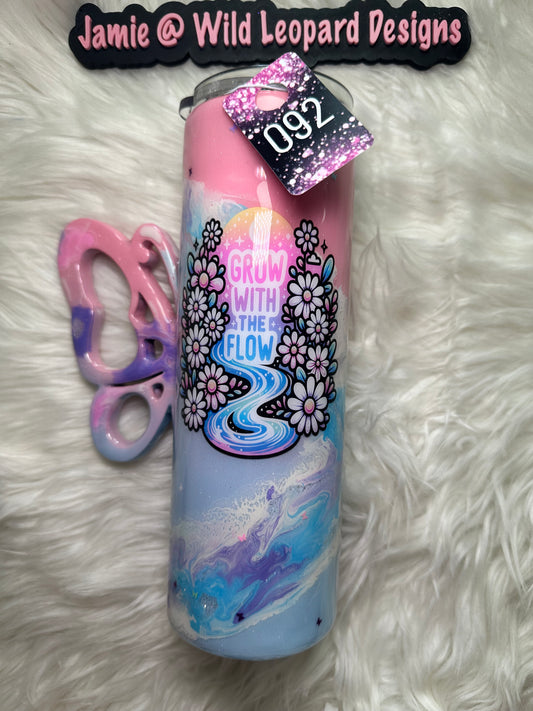 Jamie @ Wild Leopard Designs
092
GROW
WITH
THE
FLOW